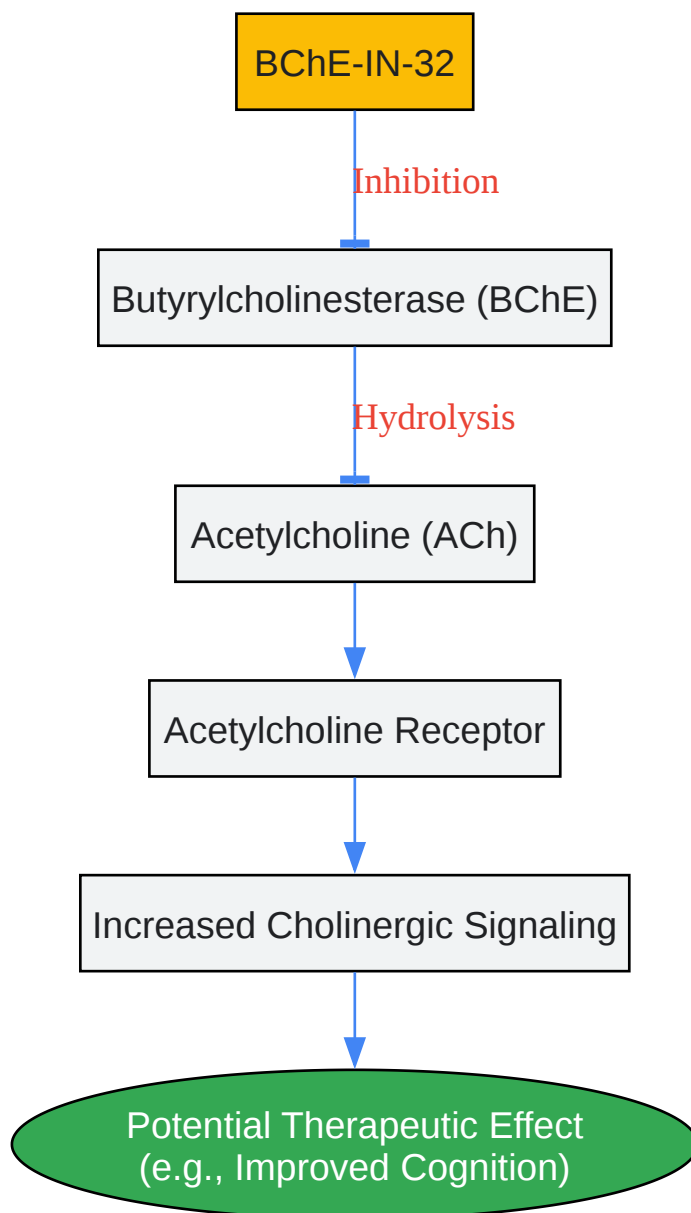 BChE-IN-32
Inhibition
Butyrylcholinesterase (BChE)
Hydrolysis
Acetylcholine (ACh)
Acetylcholine Receptor
Increased Cholinergic Signaling
Potential Therapeutic Effect
(e.g., Improved Cognition)